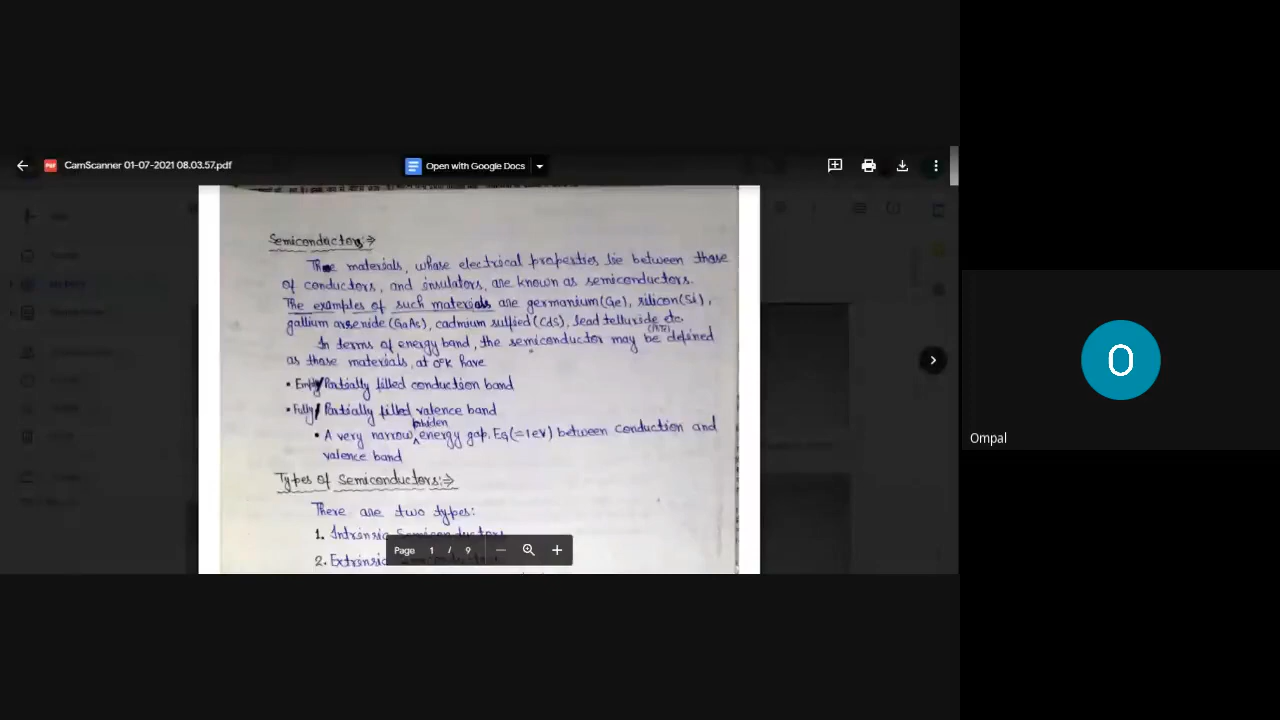 CamScanner 01-07-2021 08.03.57.pdf
Open with Google Docs
Semiconductors:⇒
The materials, whose electrical properties lie between those
of conductors, and insulators, are known as semiconductors.
The examples of such materials are germanium(Ge), silicon(Si),
gallium arsenide(GaAs), cadmium sulfied(Cds), lead telluride etc.
In terms of energy band, the semiconductor may be defined
as those materials, at 0°K have
• Empty/Partially filled conduction band
• Fully/Partially filled valence band
• A very narrow energy gap. Eg(=1ev) between conduction and
valence band
Types of Semiconductors:⇒
There are two types:
1. Intrinsic Semiconductors
2. Extrinsic
Page 1 / 9
O
Ompal